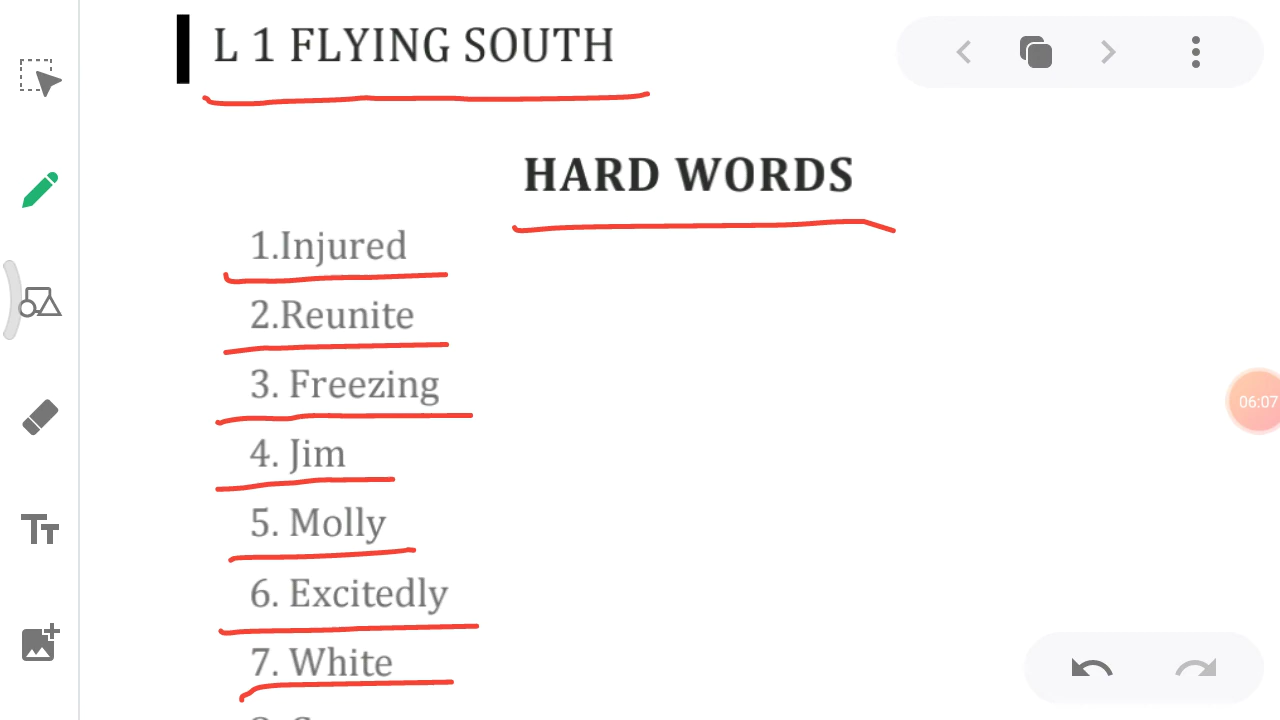 L 1 FLYING SOUTH
HARD WORDS
1.Injured
2.Reunite
3. Freezing
4. Jim
5. Molly
6. Excitedly
7. White
06:07